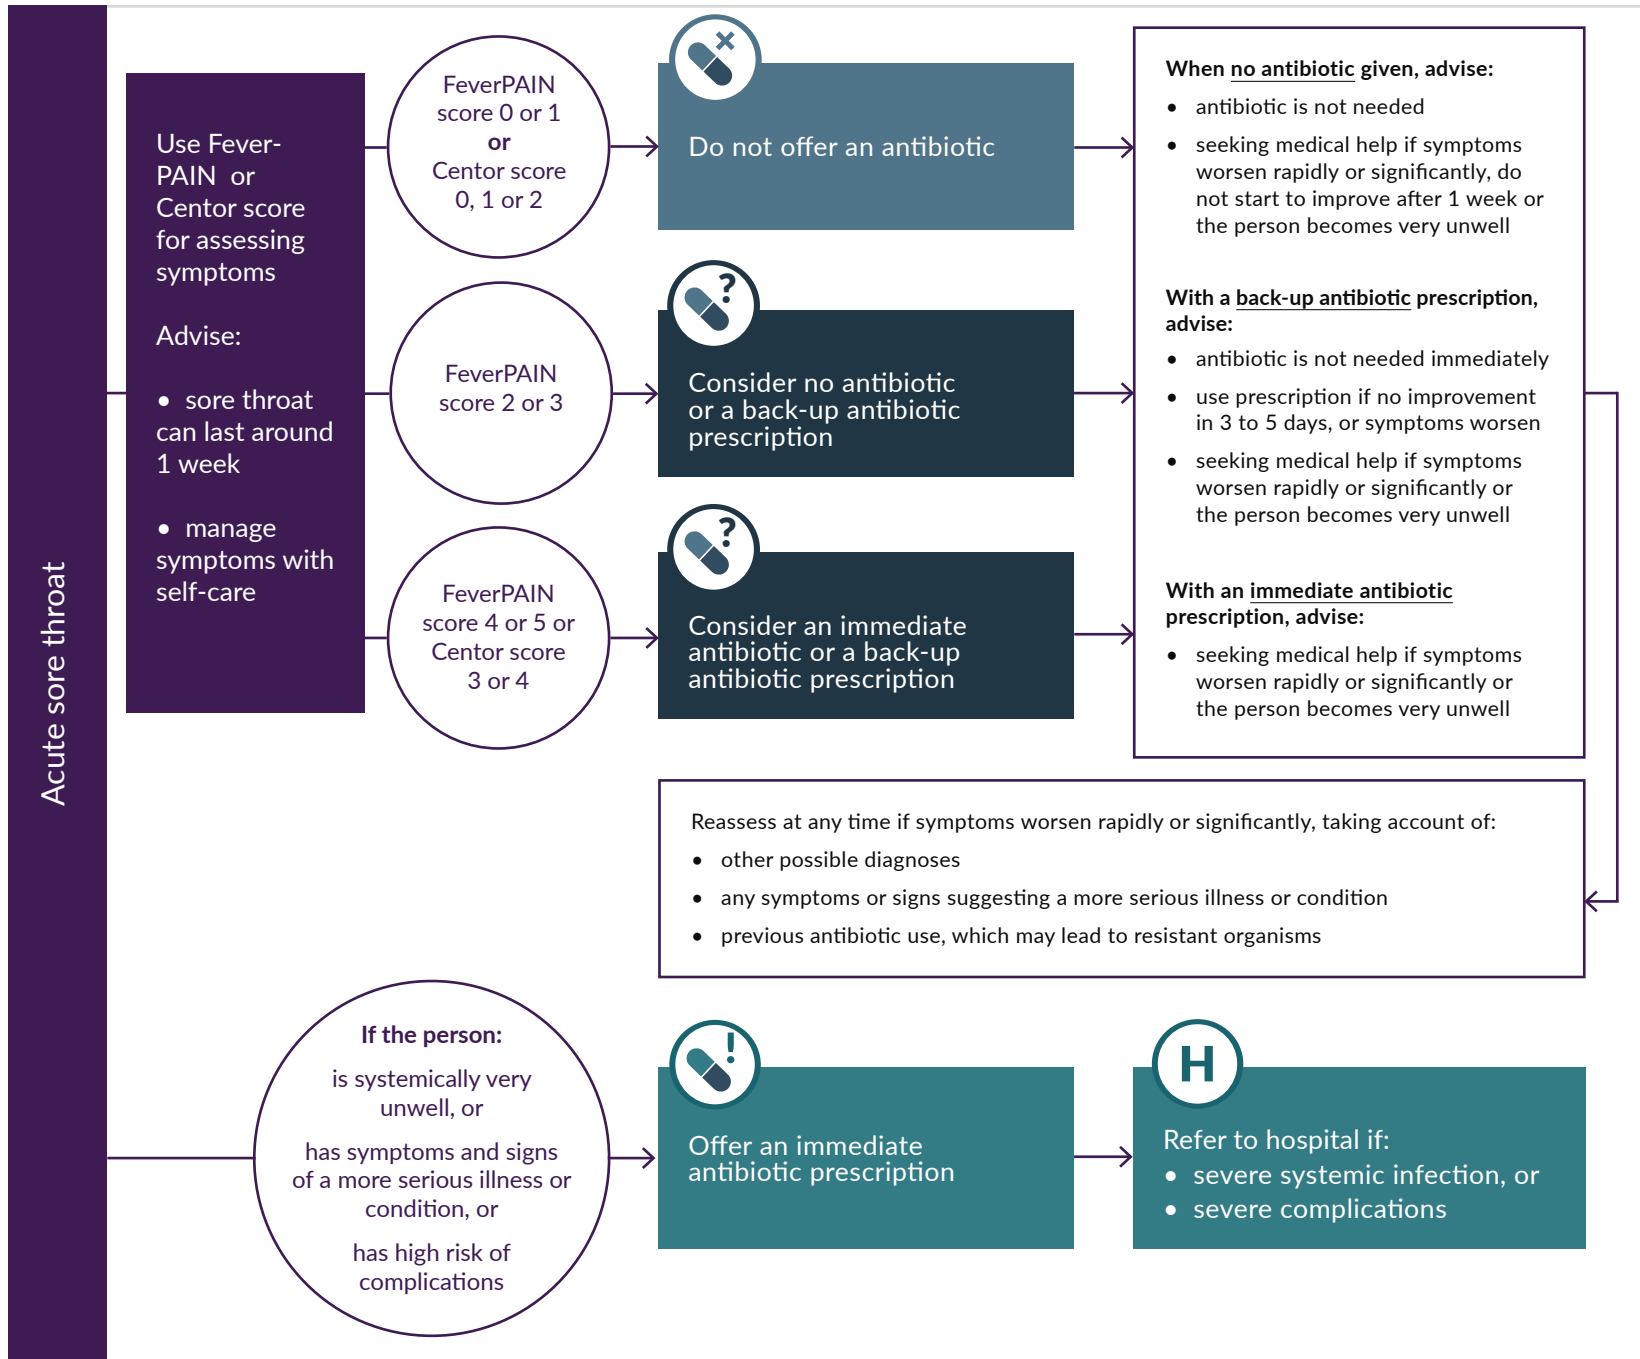 Acute sore throat
Use Fever-
PAIN or
Centor score
for assessing
symptoms
Advise:
• sore throat
can last around
1 week
• manage
symptoms with
self-care
FeverPAIN
score 0 or 1
or
Centor score
0, 1 or 2
Do not offer an antibiotic
FeverPAIN
score 2 or 3
?
Consider no antibiotic
or a back-up antibiotic
prescription
FeverPAIN
score 4 or 5 or
Centor score
3 or 4
?
Consider an immediate
antibiotic or a back-up
antibiotic prescription
When no antibiotic given, advise:
• antibiotic is not needed
• seeking medical help if symptoms
worsen rapidly or significantly, do
not start to improve after 1 week or
the person becomes very unwell
With a back-up antibiotic prescription,
advise:
• antibiotic is not needed immediately
• use prescription if no improvement
in 3 to 5 days, or symptoms worsen
• seeking medical help if symptoms
worsen rapidly or significantly or
the person becomes very unwell
With an immediate antibiotic
prescription, advise:
• seeking medical help if symptoms
worsen rapidly or significantly or
the person becomes very unwell
Reassess at any time if symptoms worsen rapidly or significantly, taking account of:
• other possible diagnoses
• any symptoms or signs suggesting a more serious illness or condition
• previous antibiotic use, which may lead to resistant organisms
If the person:
is systemically very
unwell, or
has symptoms and signs
of a more serious illness or
condition, or
has high risk of
complications
!
Offer an immediate
antibiotic prescription
H
Refer to hospital if:
• severe systemic infection, or
• severe complications